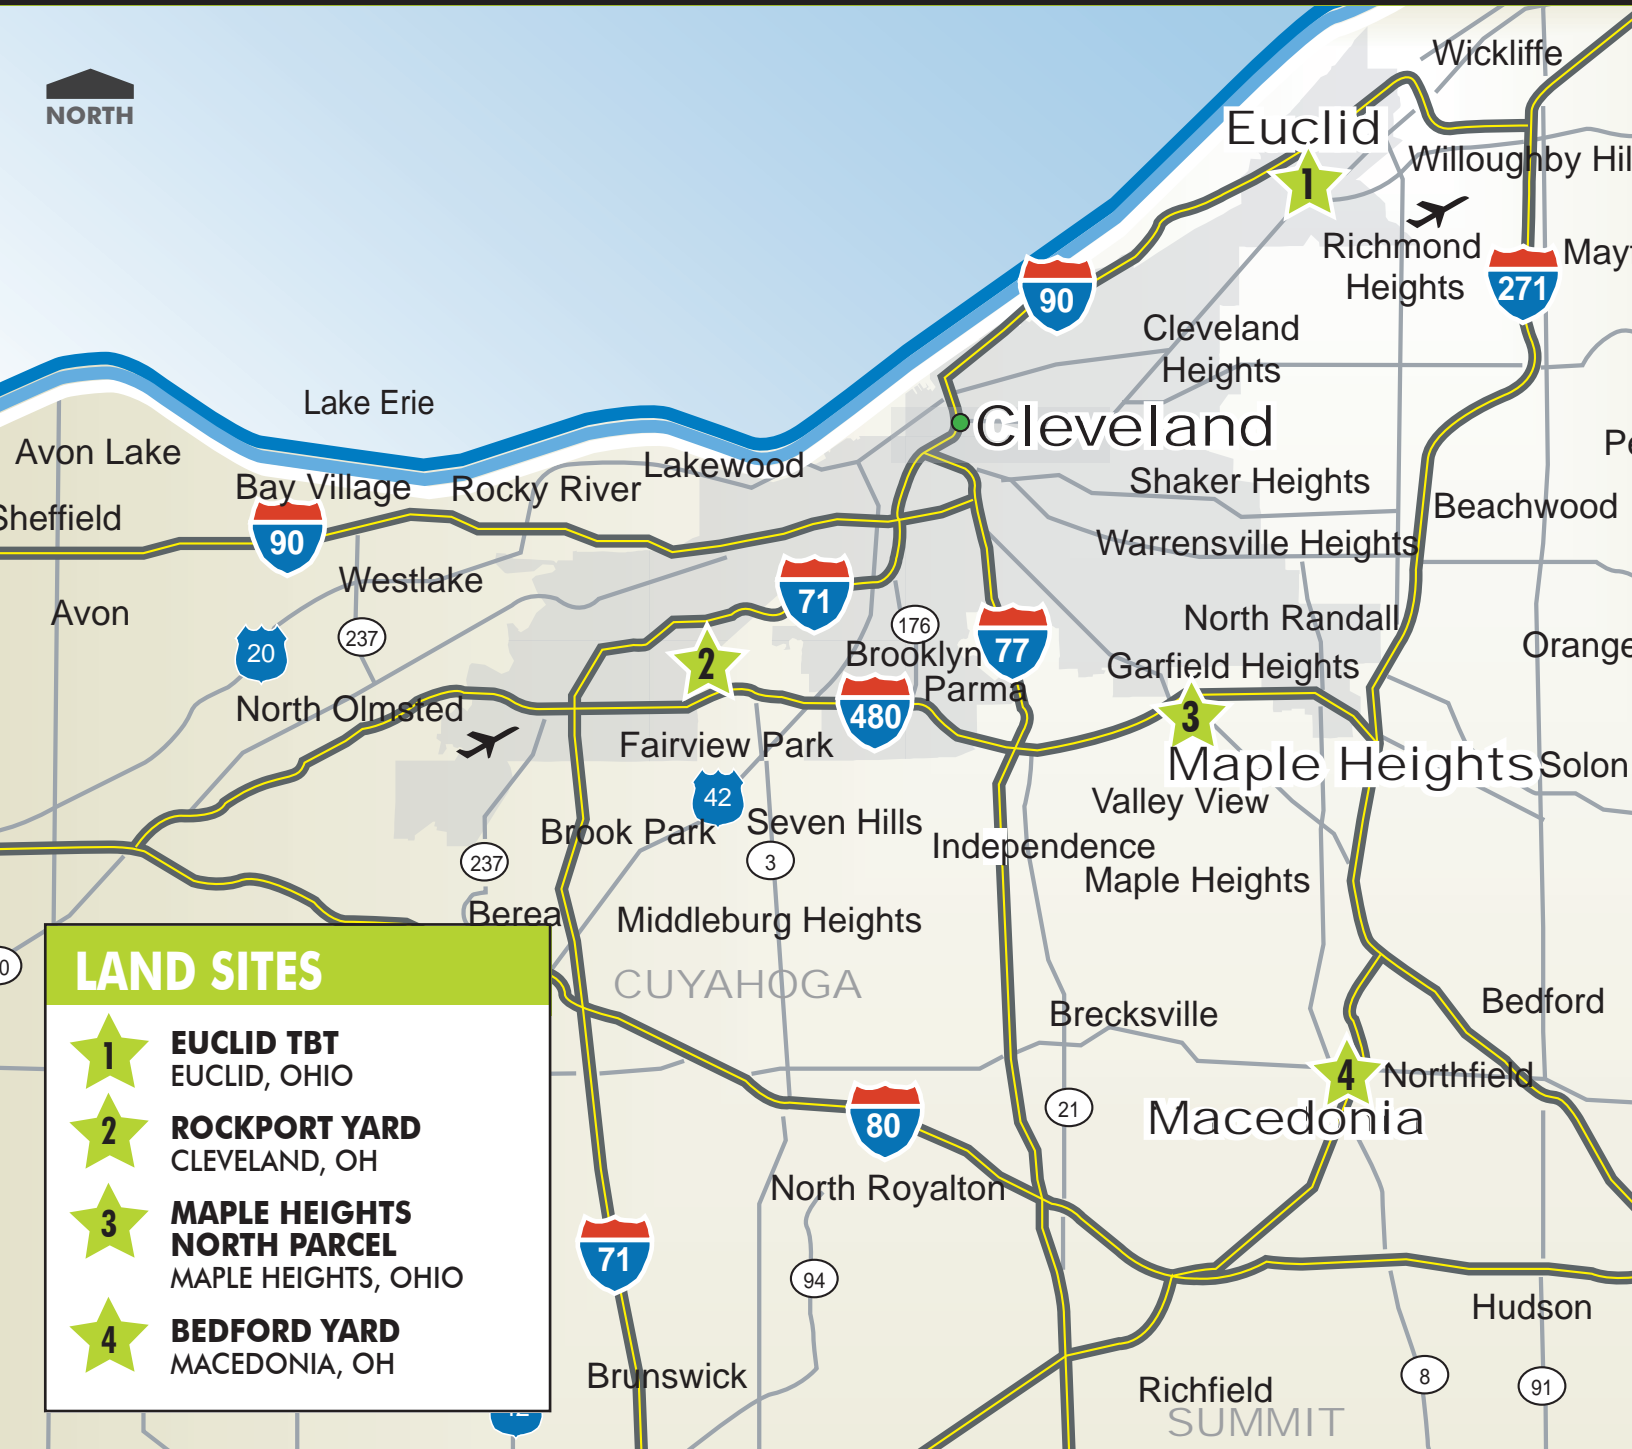 NORTH
Wickliffe
Euclid
Willoughby Hil
1
Richmond
Heights
May
271
90
Cleveland
Heights
Lake Erie
Cleveland
Avon Lake
Lakewood
Shaker Heights
Bay Village
Rocky River
Beachwood
Sheffield
90
Warrensville Heights
Westlake
71
Avon
North Randall
176
237
20
Brooklyn
77
Orange
2
Garfield Heights
Parma
North Olmsted
480
3
Fairview Park
Maple Heights
Solon
42
Valley View
Seven Hills
Brook Park
Independence
237
3
Maple Heights
Berea
Middleburg Heights
0
LAND SITES
1
EUCLID TBT
EUCLID, OHIO
2
ROCKPORT YARD
CLEVELAND, OH
3
MAPLE HEIGHTS
NORTH PARCEL
MAPLE HEIGHTS, OHIO
4
BEDFORD YARD
MACEDONIA, OH
CUYAHOGA
Brecksville
Bedford
4
Northfield
21
Macedonia
80
North Royalton
71
94
Hudson
Brunswick
8
91
Richfield
SUMMIT